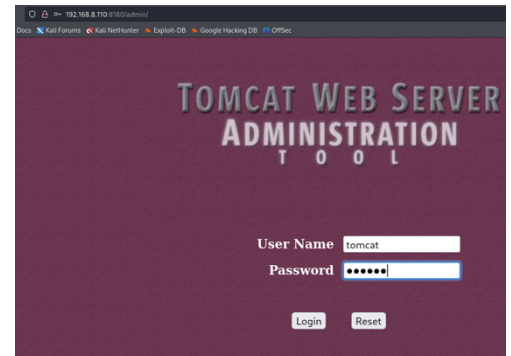 192.168.8.110:8180/admin/
Docs Kali Forums Kali NetHunter Exploit-DB Google Hacking DB OffSec
TOMCAT WEB SERVER
ADMINISTRATION
TOOL
User Name tomcat
Password ••••••
Login Reset